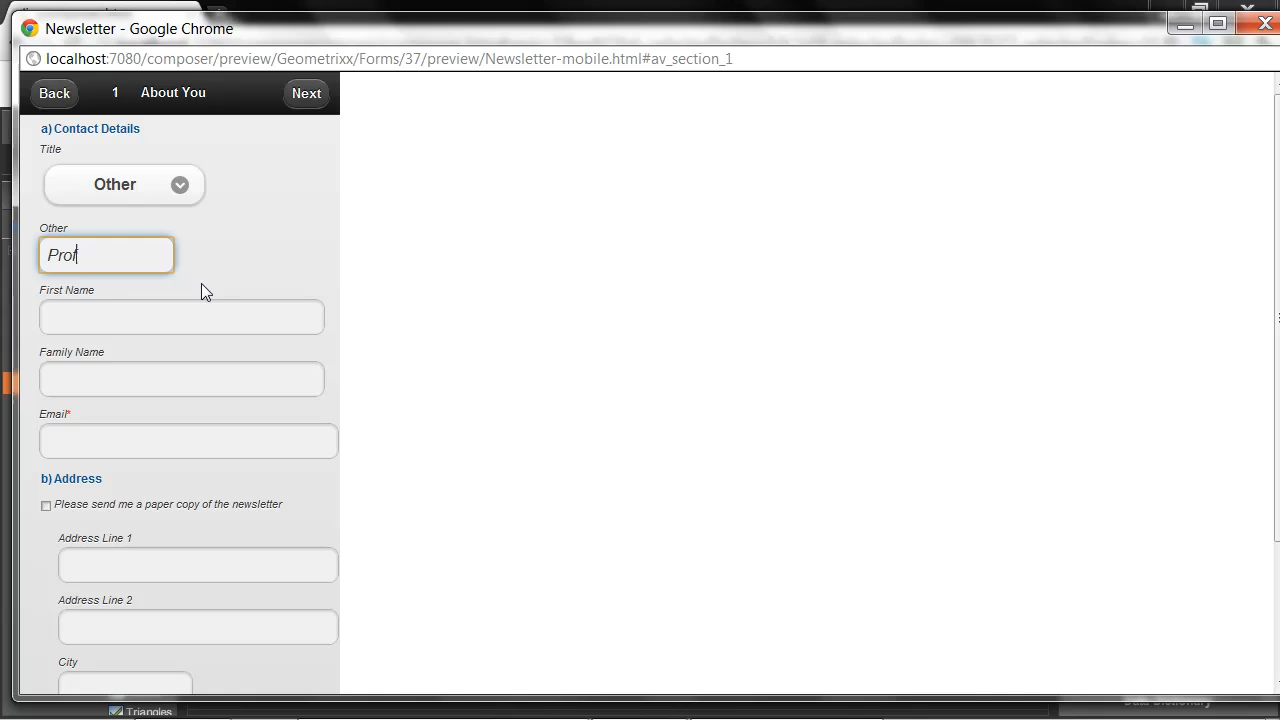 Newsletter - Google Chrome
localhost:7080/composer/preview/Geometrixx/Forms/37/preview/Newsletter-mobile.html#av_section_1
Back 1 About You Next
a) Contact Details
Title
Other
Other
Prof
First Name
Family Name
Email*
b) Address
Please send me a paper copy of the newsletter
Address Line 1
Address Line 2
City
Triangles